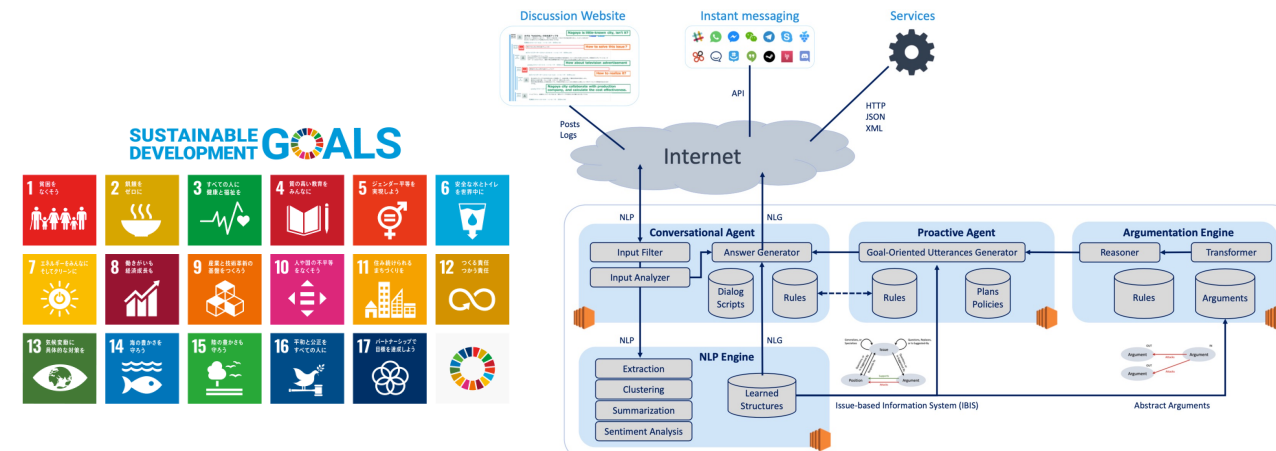 SUSTAINABLE
DEVELOPMENT
GOALS
1 貧困を
なくそう
2 飢餓を
ゼロに
3 すべての人に
健康と福祉を
4 質の高い教育を
みんなに
5 ジェンダー平等を
実現しよう
6 安全な水とトイレ
を世界中に
7 エネルギーをみんなに
そしてクリーンに
8 働きがいも
経済成長も
9 産業と技術革新の
基盤をつくろう
10 人や国の不平等
をなくそう
11 住み続けられる
まちづくりを
12 つくる責任
つかう責任
13 気候変動に
具体的な対策を
14 海の豊かさを
守ろう
15 陸の豊かさも
守ろう
16 平和と公正を
すべての人に
17 パートナーシップで
目標を達成しよう
Discussion Website
Instant messaging
Services
Posts
Logs
API
HTTP
JSON
XML
Internet
NLP
NLG
Conversational Agent
Input Filter
Input Analyzer
Answer Generator
Dialog
Scripts
Rules
Proactive Agent
Goal-Oriented Utterances Generator
Rules
Plans
Policies
Argumentation Engine
Reasoner
Transformer
Rules
Arguments
NLP
NLG
NLP Engine
Extraction
Clustering
Summarization
Sentiment Analysis
Learned
Structures
Issue
Position
Argument
Issue-based Information System (IBIS)
Argument
Argument
Argument
Abstract Arguments